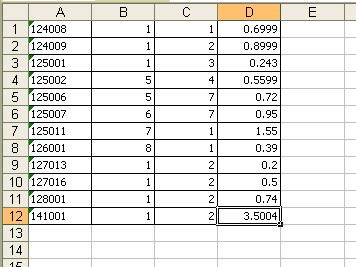 A B C D E
1 124008 1 1 0.6999
2 124009 1 2 0.8999
3 125001 1 3 0.243
4 125002 5 4 0.5599
5 125006 5 7 0.72
6 125007 6 7 0.95
7 125011 7 1 1.55
8 126001 8 1 0.39
9 127013 1 2 0.2
10 127016 1 2 0.5
11 128001 1 2 0.74
12 141001 1 2 3.5004
13
14
15